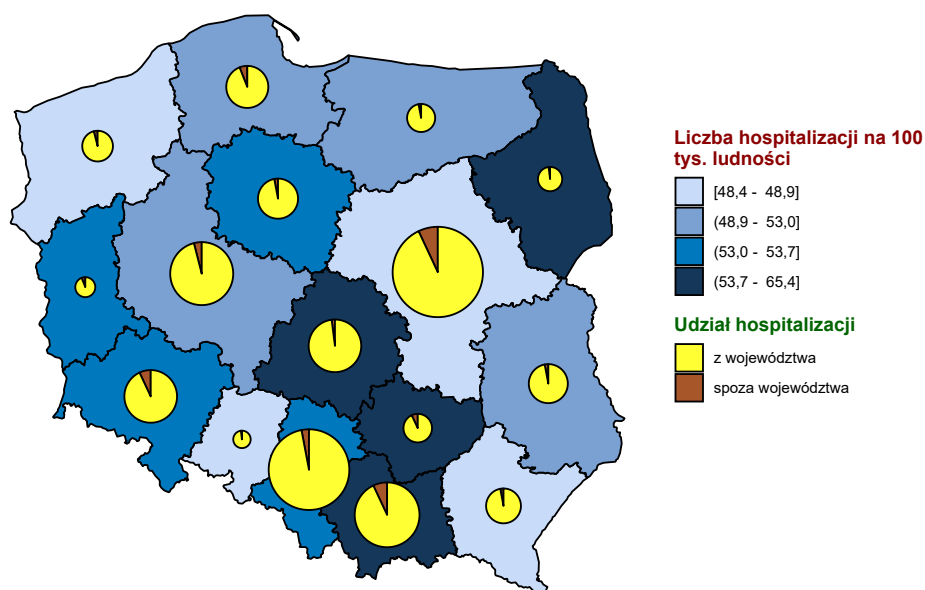 Liczba hospitalizacji na 100
tys. ludności
[48,4 - 48,9]
(48,9 - 53,0]
(53,0 - 53,7]
(53,7 - 65,4]
Udział hospitalizacji
z województwa
spoza województwa